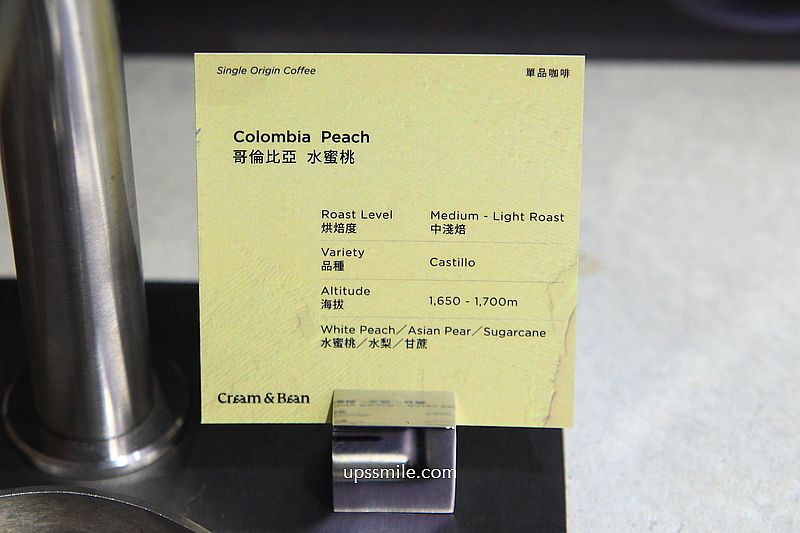 Single Origin Coffee 單品咖啡
Colombia Peach
哥倫比亞 水蜜桃
Roast Level Medium - Light Roast
烘焙度 中淺焙
Variety
品種 Castillo
Altitude
海拔 1,650 - 1,700m
White Peach／Asian Pear／Sugarcane
水蜜桃／水梨／甘蔗
Cream & Bean
upssmile.com